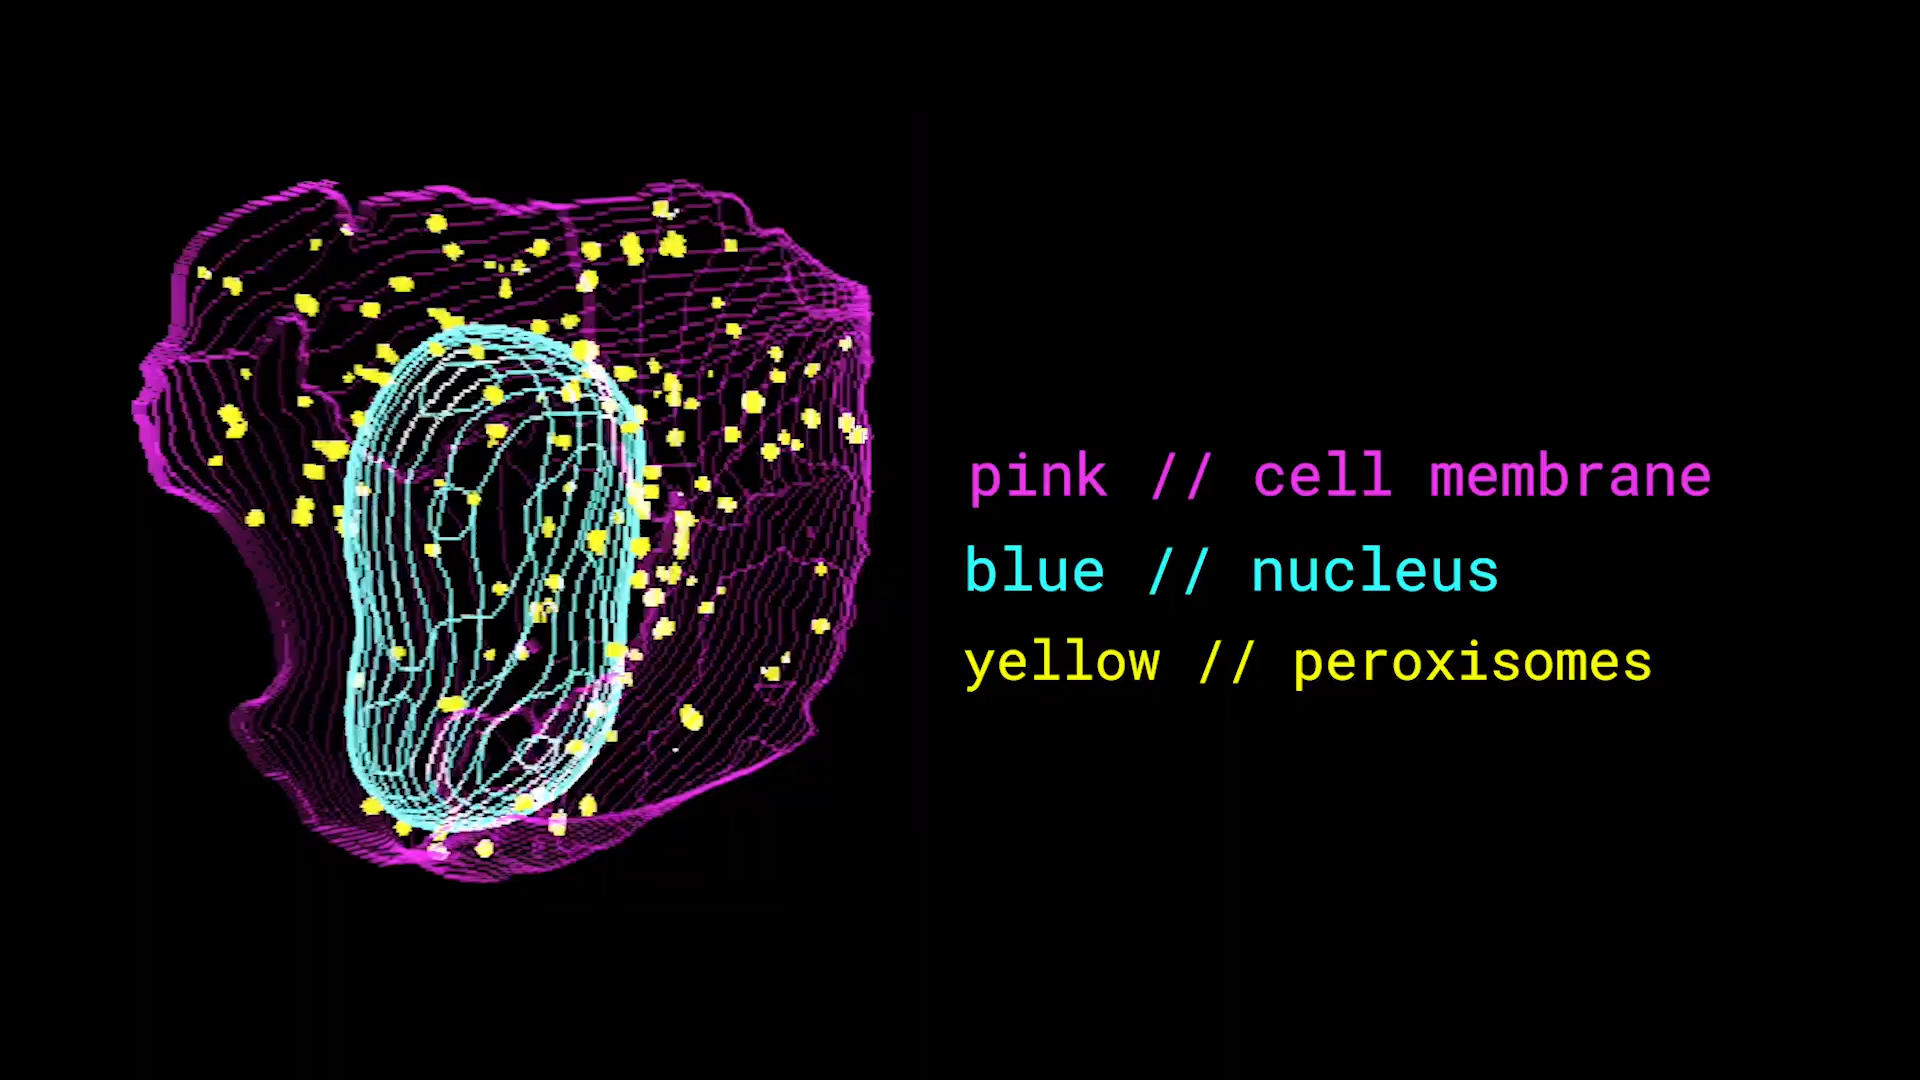 pink // cell membrane
blue // nucleus
yellow // peroxisomes